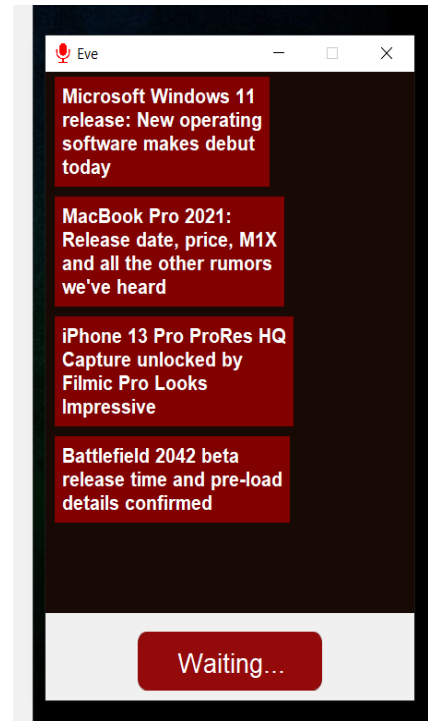 Eve
Microsoft Windows 11
release: New operating
software makes debut
today
MacBook Pro 2021:
Release date, price, M1X
and all the other rumors
we've heard
iPhone 13 Pro ProRes HQ
Capture unlocked by
Filmic Pro Looks
Impressive
Battlefield 2042 beta
release time and pre-load
details confirmed
Waiting...